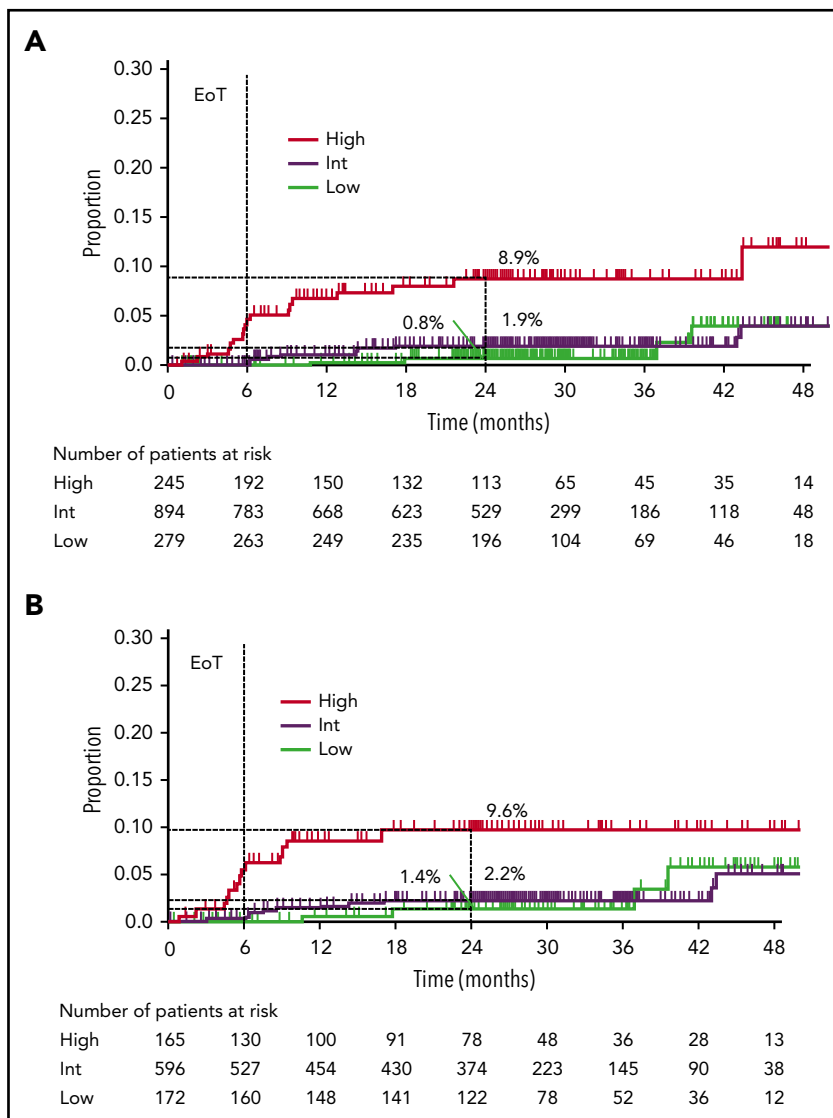 A
0.30
EoT
0.25
High
0.20
Int
Low
0.15
Proportion
8.9%
0.10
0.8%
1.9%
0.05
0.0
0 6 12 18 24 30 36 42 48
Time (months)
Number of patients at risk
High 245 192 150 132 113 65 45 35 14
Int 894 783 668 623 529 299 186 118 48
Low 279 263 249 235 196 104 69 46 18
B
0.30
EoT
0.25
High
Int
0.20
Low
0.15
Proportion
9.6%
0.10
1.4%
2.2%
0.05
0.0
0 6 12 18 24 30 36 42 48
Time (months)
Number of patients at risk
High 165 130 100 91 78 48 36 28 13
Int 596 527 454 430 374 223 145 90 38
Low 172 160 148 141 122 78 52 36 12